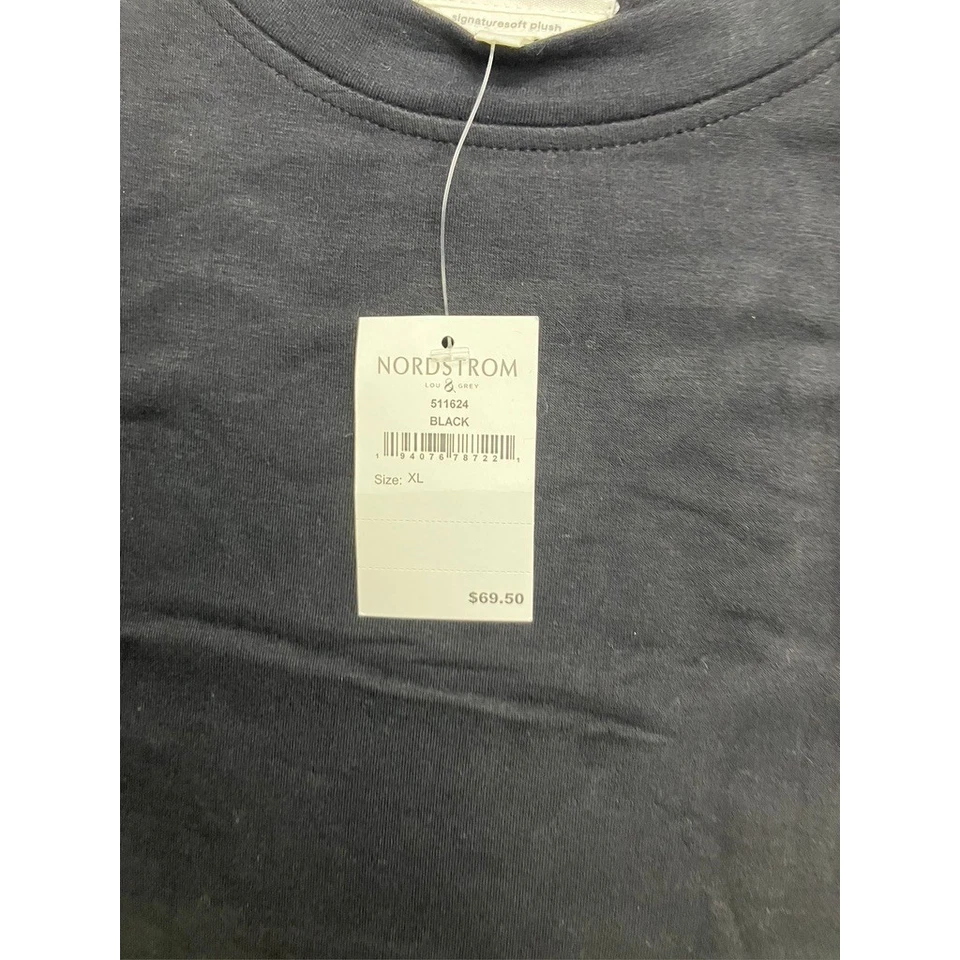 signaturesoft plush
NORDSTROM
LOU & GREY
511624
BLACK
1 94076 78722 1
Size: XL
$69.50